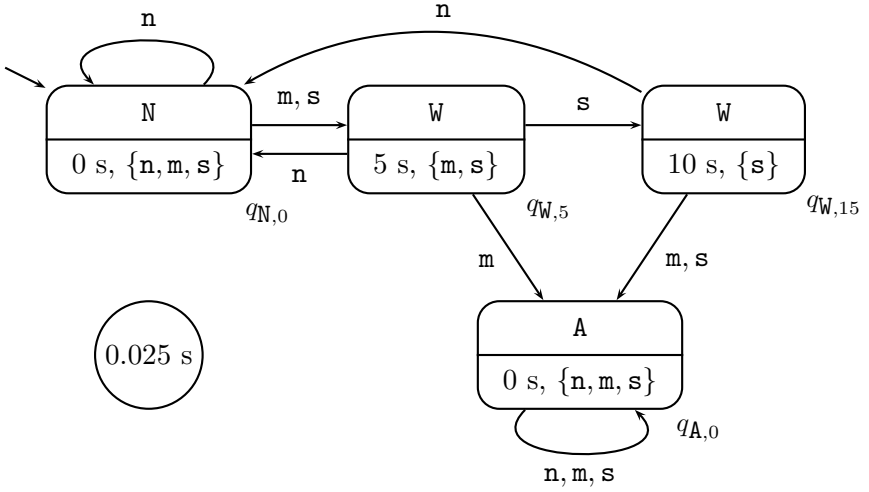 n
n
N
m, s
W
s
W
0 s, {n, m, s}
n
5 s, {m, s}
10 s, {s}
q_{N,0}
q_{W,5}
q_{W,15}
m
m, s
A
0.025 s
0 s, {n, m, s}
q_{A,0}
n, m, s